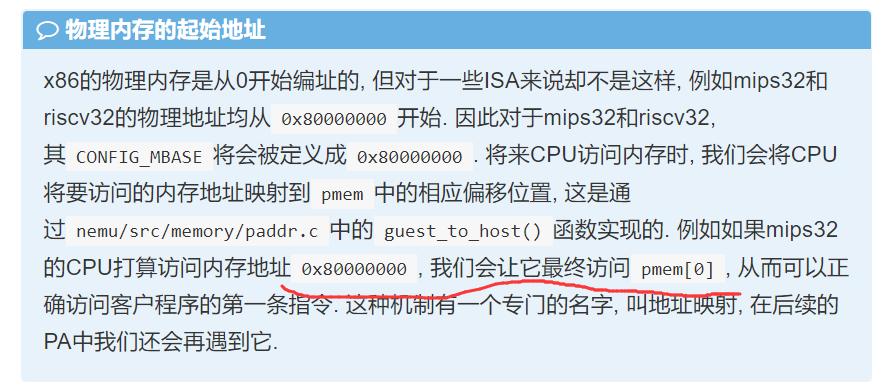 物理内存的起始地址
x86的物理内存是从0开始编址的, 但对于一些ISA来说却不是这样, 例如mips32和
riscv32的物理地址均从 0x80000000 开始. 因此对于mips32和riscv32,
其 CONFIG_MBASE 将会被定义成 0x80000000 . 将来CPU访问内存时, 我们会将CPU
将要访问的内存地址映射到 pmem 中的相应偏移位置, 这是通
过 nemu/src/memory/paddr.c 中的 guest_to_host() 函数实现的. 例如如果mips32
的CPU打算访问内存地址 0x80000000 , 我们会让它最终访问 pmem[0] , 从而可以正
确访问客户程序的第一条指令. 这种机制有一个专门的名字, 叫地址映射, 在后续的
PA中我们还会再遇到它.